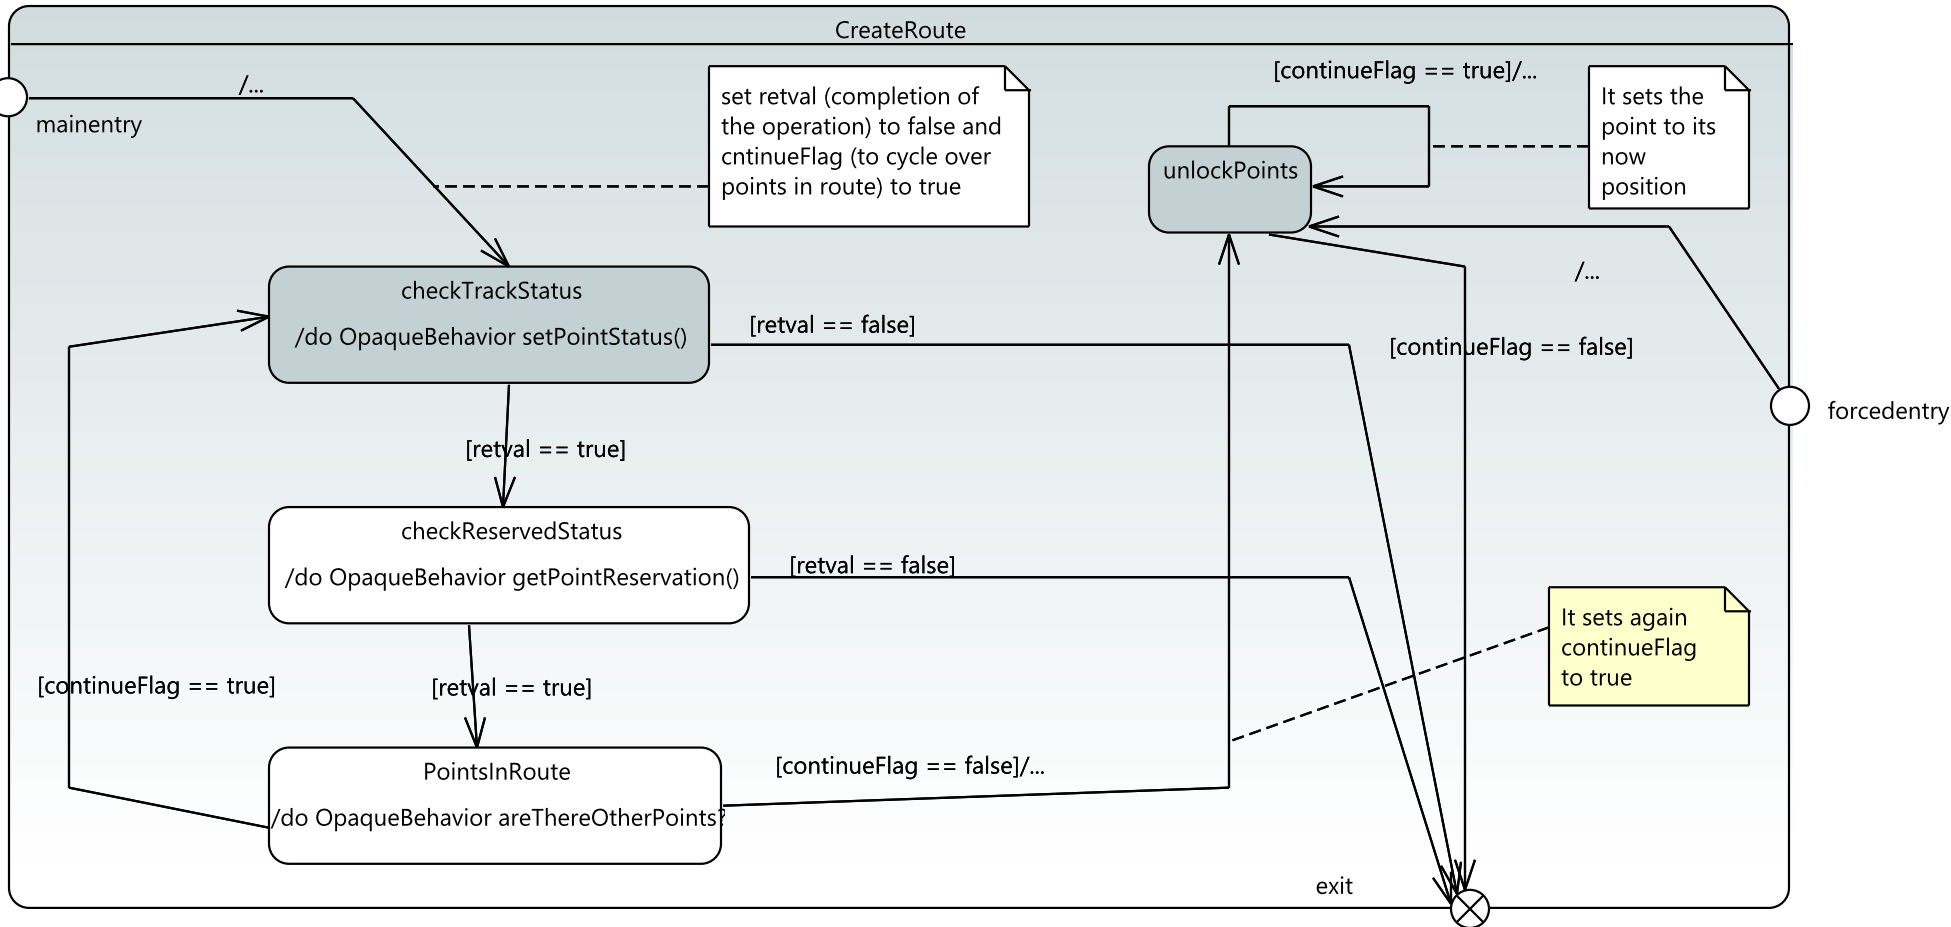 CreateRoute
/...
mainentry
set retval (completion of
the operation) to false and
cntinueFlag (to cycle over
points in route) to true
[continueFlag == true]/...
It sets the
point to its
now
position
unlockPoints
/...
checkTrackStatus
/do OpaqueBehavior setPointStatus()
[retval == false]
[continueFlag == false]
forcedentry
[retval == true]
checkReservedStatus
/do OpaqueBehavior getPointReservation()
[retval == false]
It sets again
continueFlag
to true
[continueFlag == true]
[retval == true]
PointsInRoute
/do OpaqueBehavior areThereOtherPoints?
[continueFlag == false]/...
exit